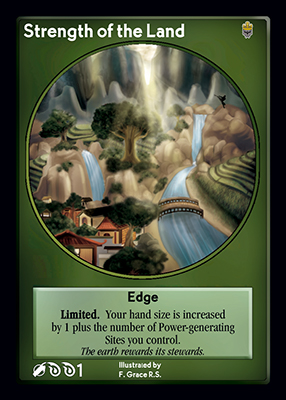 Strength of the Land
Edge
Limited. Your hand size is increased
by 1 plus the number of Power-generating
Sites you control.
The earth rewards its stewards.
1
Illustrated by
F. Grace R.S.